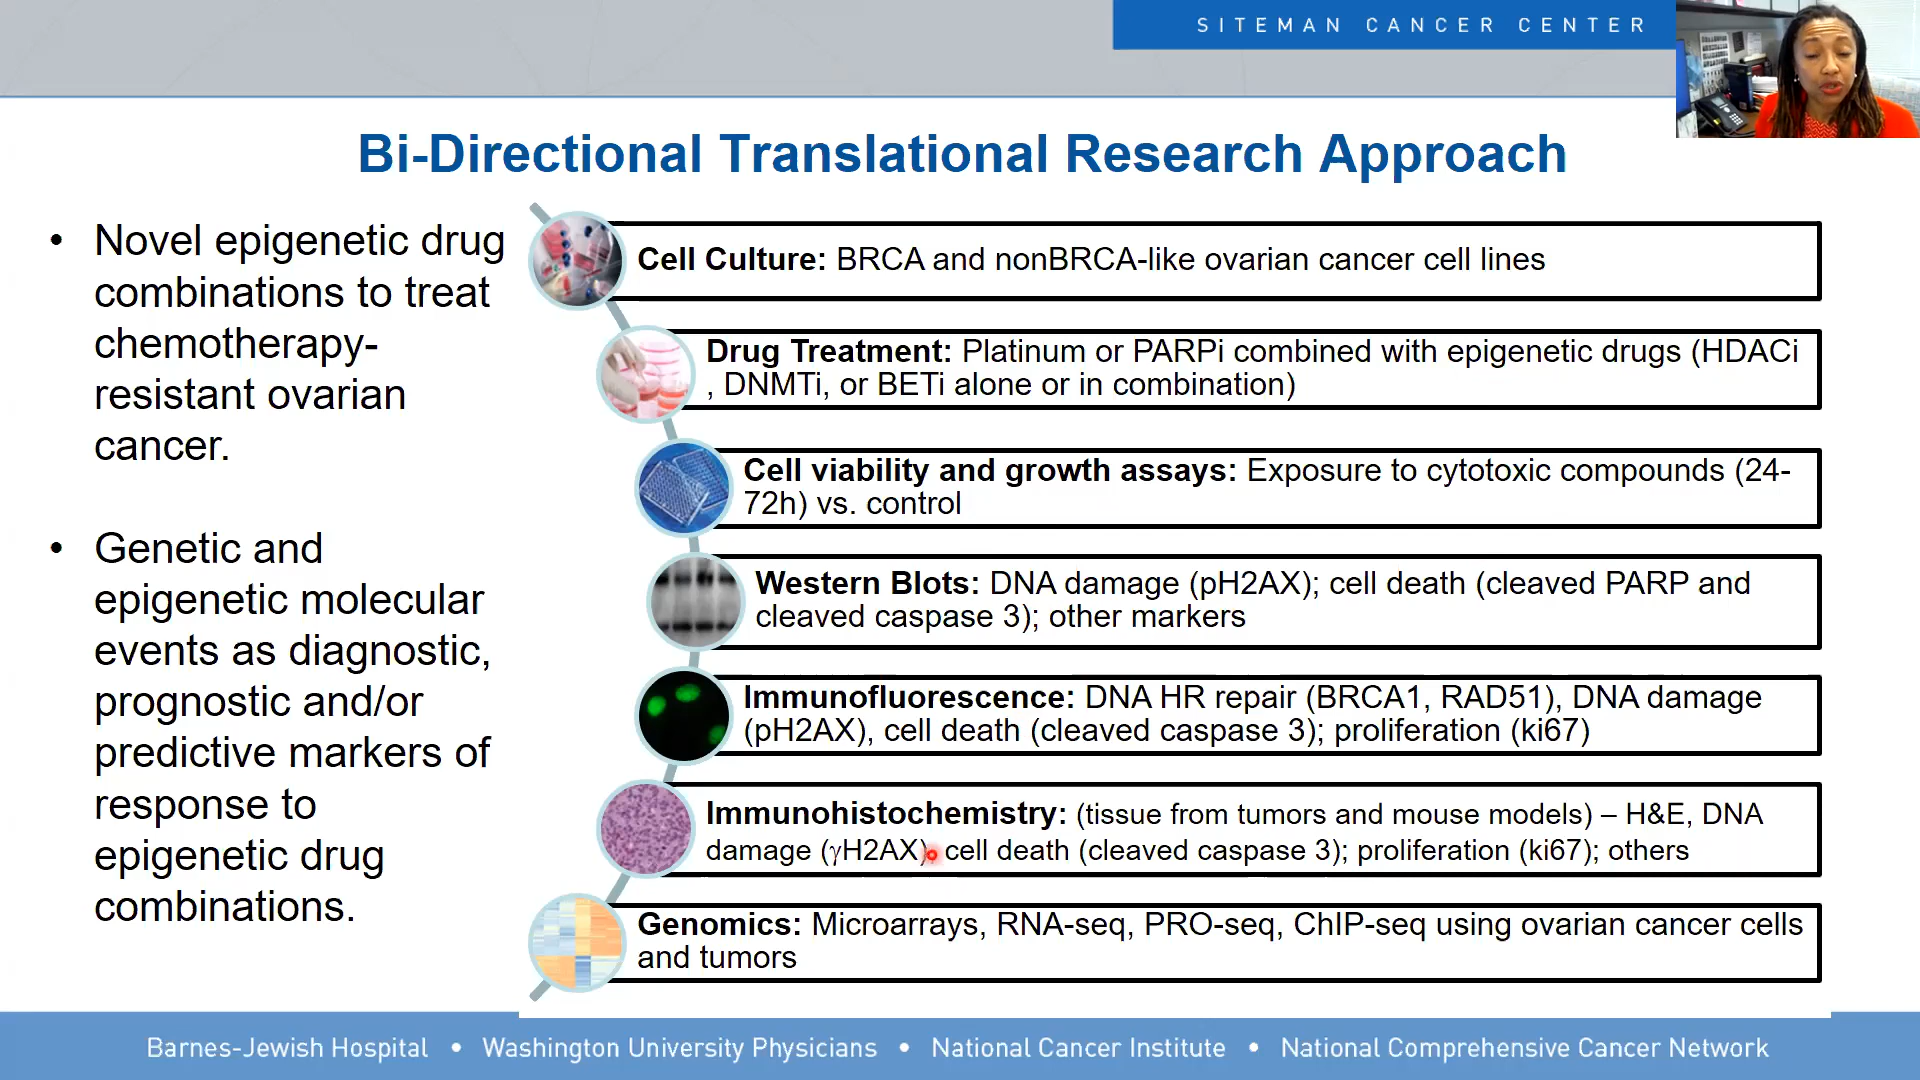 SITEMAN CANCER CENTER
Bi-Directional Translational Research Approach
• Novel epigenetic drug
combinations to treat
chemotherapy-
resistant ovarian
cancer.
• Genetic and
epigenetic molecular
events as diagnostic,
prognostic and/or
predictive markers of
response to
epigenetic drug
combinations.
Cell Culture: BRCA and nonBRCA-like ovarian cancer cell lines
Drug Treatment: Platinum or PARPi combined with epigenetic drugs (HDACi
, DNMTi, or BETi alone or in combination)
Cell viability and growth assays: Exposure to cytotoxic compounds (24-
72h) vs. control
Western Blots: DNA damage (pH2AX); cell death (cleaved PARP and
cleaved caspase 3); other markers
Immunofluorescence: DNA HR repair (BRCA1, RAD51), DNA damage
(pH2AX), cell death (cleaved caspase 3); proliferation (ki67)
Immunohistochemistry: (tissue from tumors and mouse models) – H&E, DNA
damage (γH2AX), cell death (cleaved caspase 3); proliferation (ki67); others
Genomics: Microarrays, RNA-seq, PRO-seq, ChIP-seq using ovarian cancer cells
and tumors
Barnes-Jewish Hospital • Washington University Physicians • National Cancer Institute • National Comprehensive Cancer Network